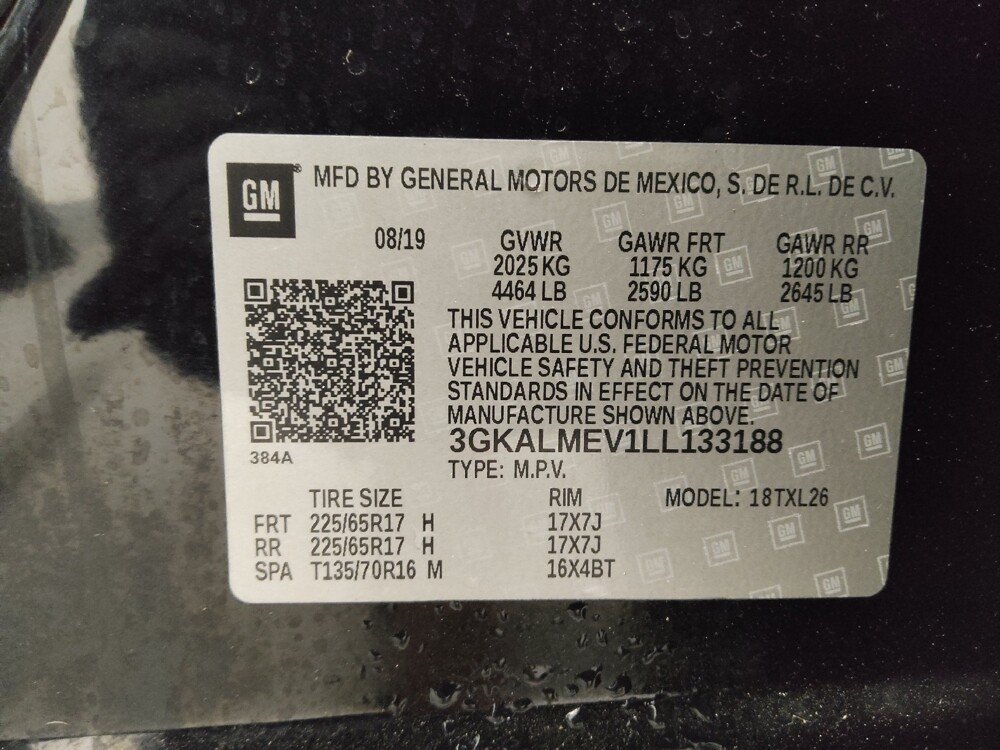 GM MFD BY GENERAL MOTORS DE MEXICO, S. DE R.L. DE C.V.
08/19 GVWR GAWR FRT GAWR RR
2025 KG 1175 KG 1200 KG
4464 LB 2590 LB 2645 LB
THIS VEHICLE CONFORMS TO ALL
APPLICABLE U.S. FEDERAL MOTOR
VEHICLE SAFETY AND THEFT PREVENTION
STANDARDS IN EFFECT ON THE DATE OF
MANUFACTURE SHOWN ABOVE.
3GKALMEV1LL133188
384A
TYPE: M.P.V.
TIRE SIZE RIM MODEL: 18TXL26
FRT 225/65R17 H 17X7J
RR 225/65R17 H 17X7J
SPA T135/70R16 M 16X4BT